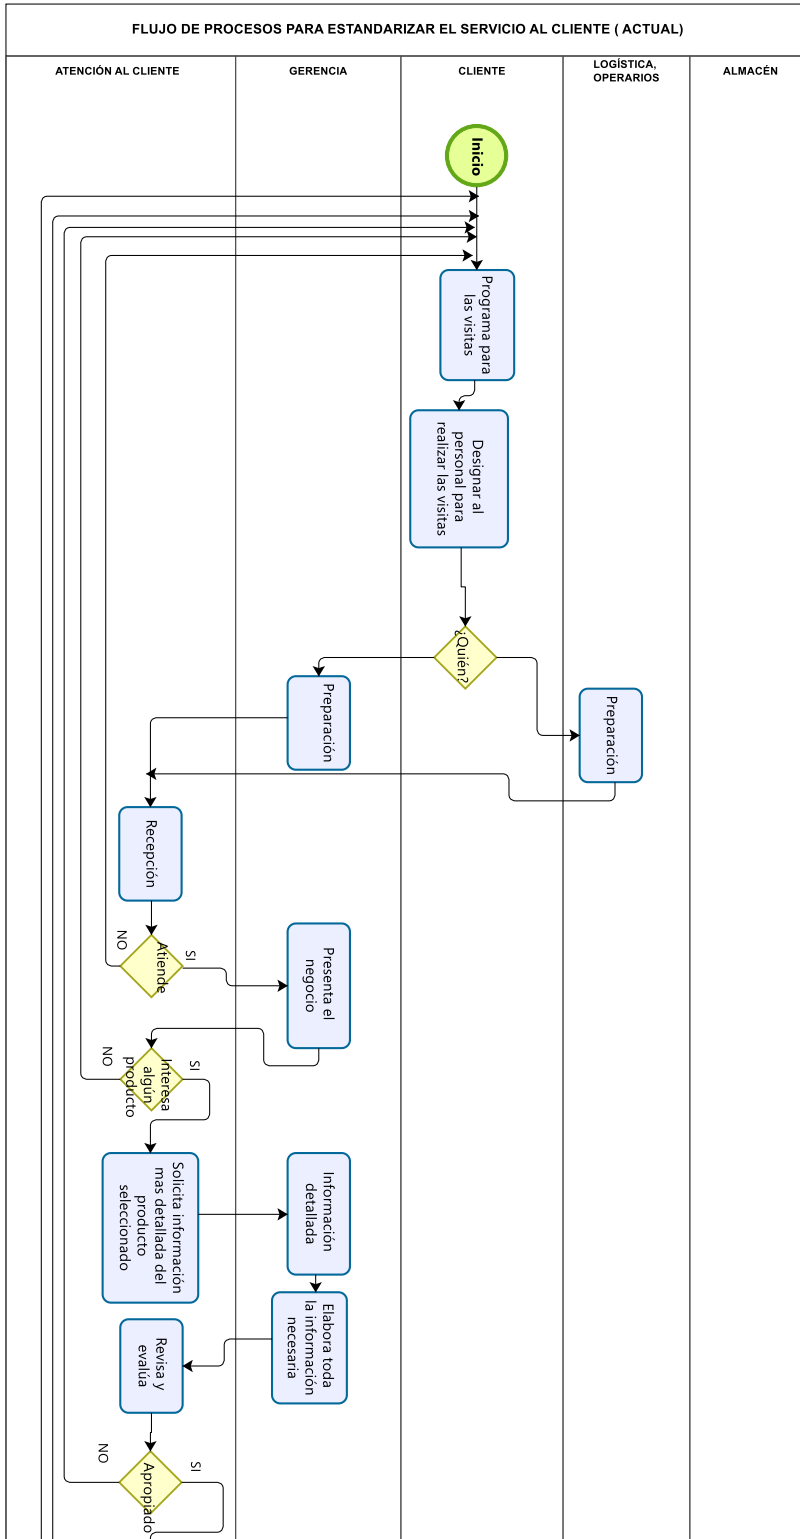 FLUJO DE PROCESOS PARA ESTANDARIZAR EL SERVICIO AL CLIENTE ( ACTUAL)
ATENCIÓN AL CLIENTE
GERENCIA
CLIENTE
LOGÍSTICA,
OPERARIOS
ALMACÉN
Inicio
Programa para
las visitas
Designar al
personal para
realizar las visitas
¿Quién?
Preparación
Preparación
Recepción
Atiende
NO
SI
Presenta el
negocio
Interesa
algún
producto
NO
SI
Solicita información
mas detallada del
producto
seleccionado
Información
detallada
Elabora toda
la información
necesaria
Revisa y
evalúa
Apropiado
NO
SI